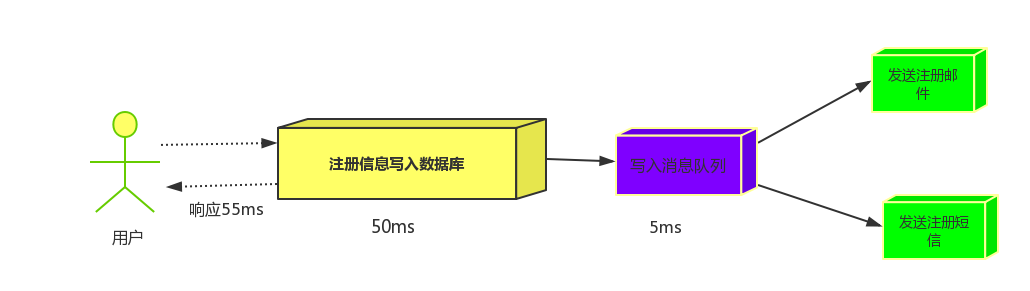 用户
响应55ms
注册信息写入数据库
50ms
写入消息队列
5ms
发送注册邮
件
发送注册短
信